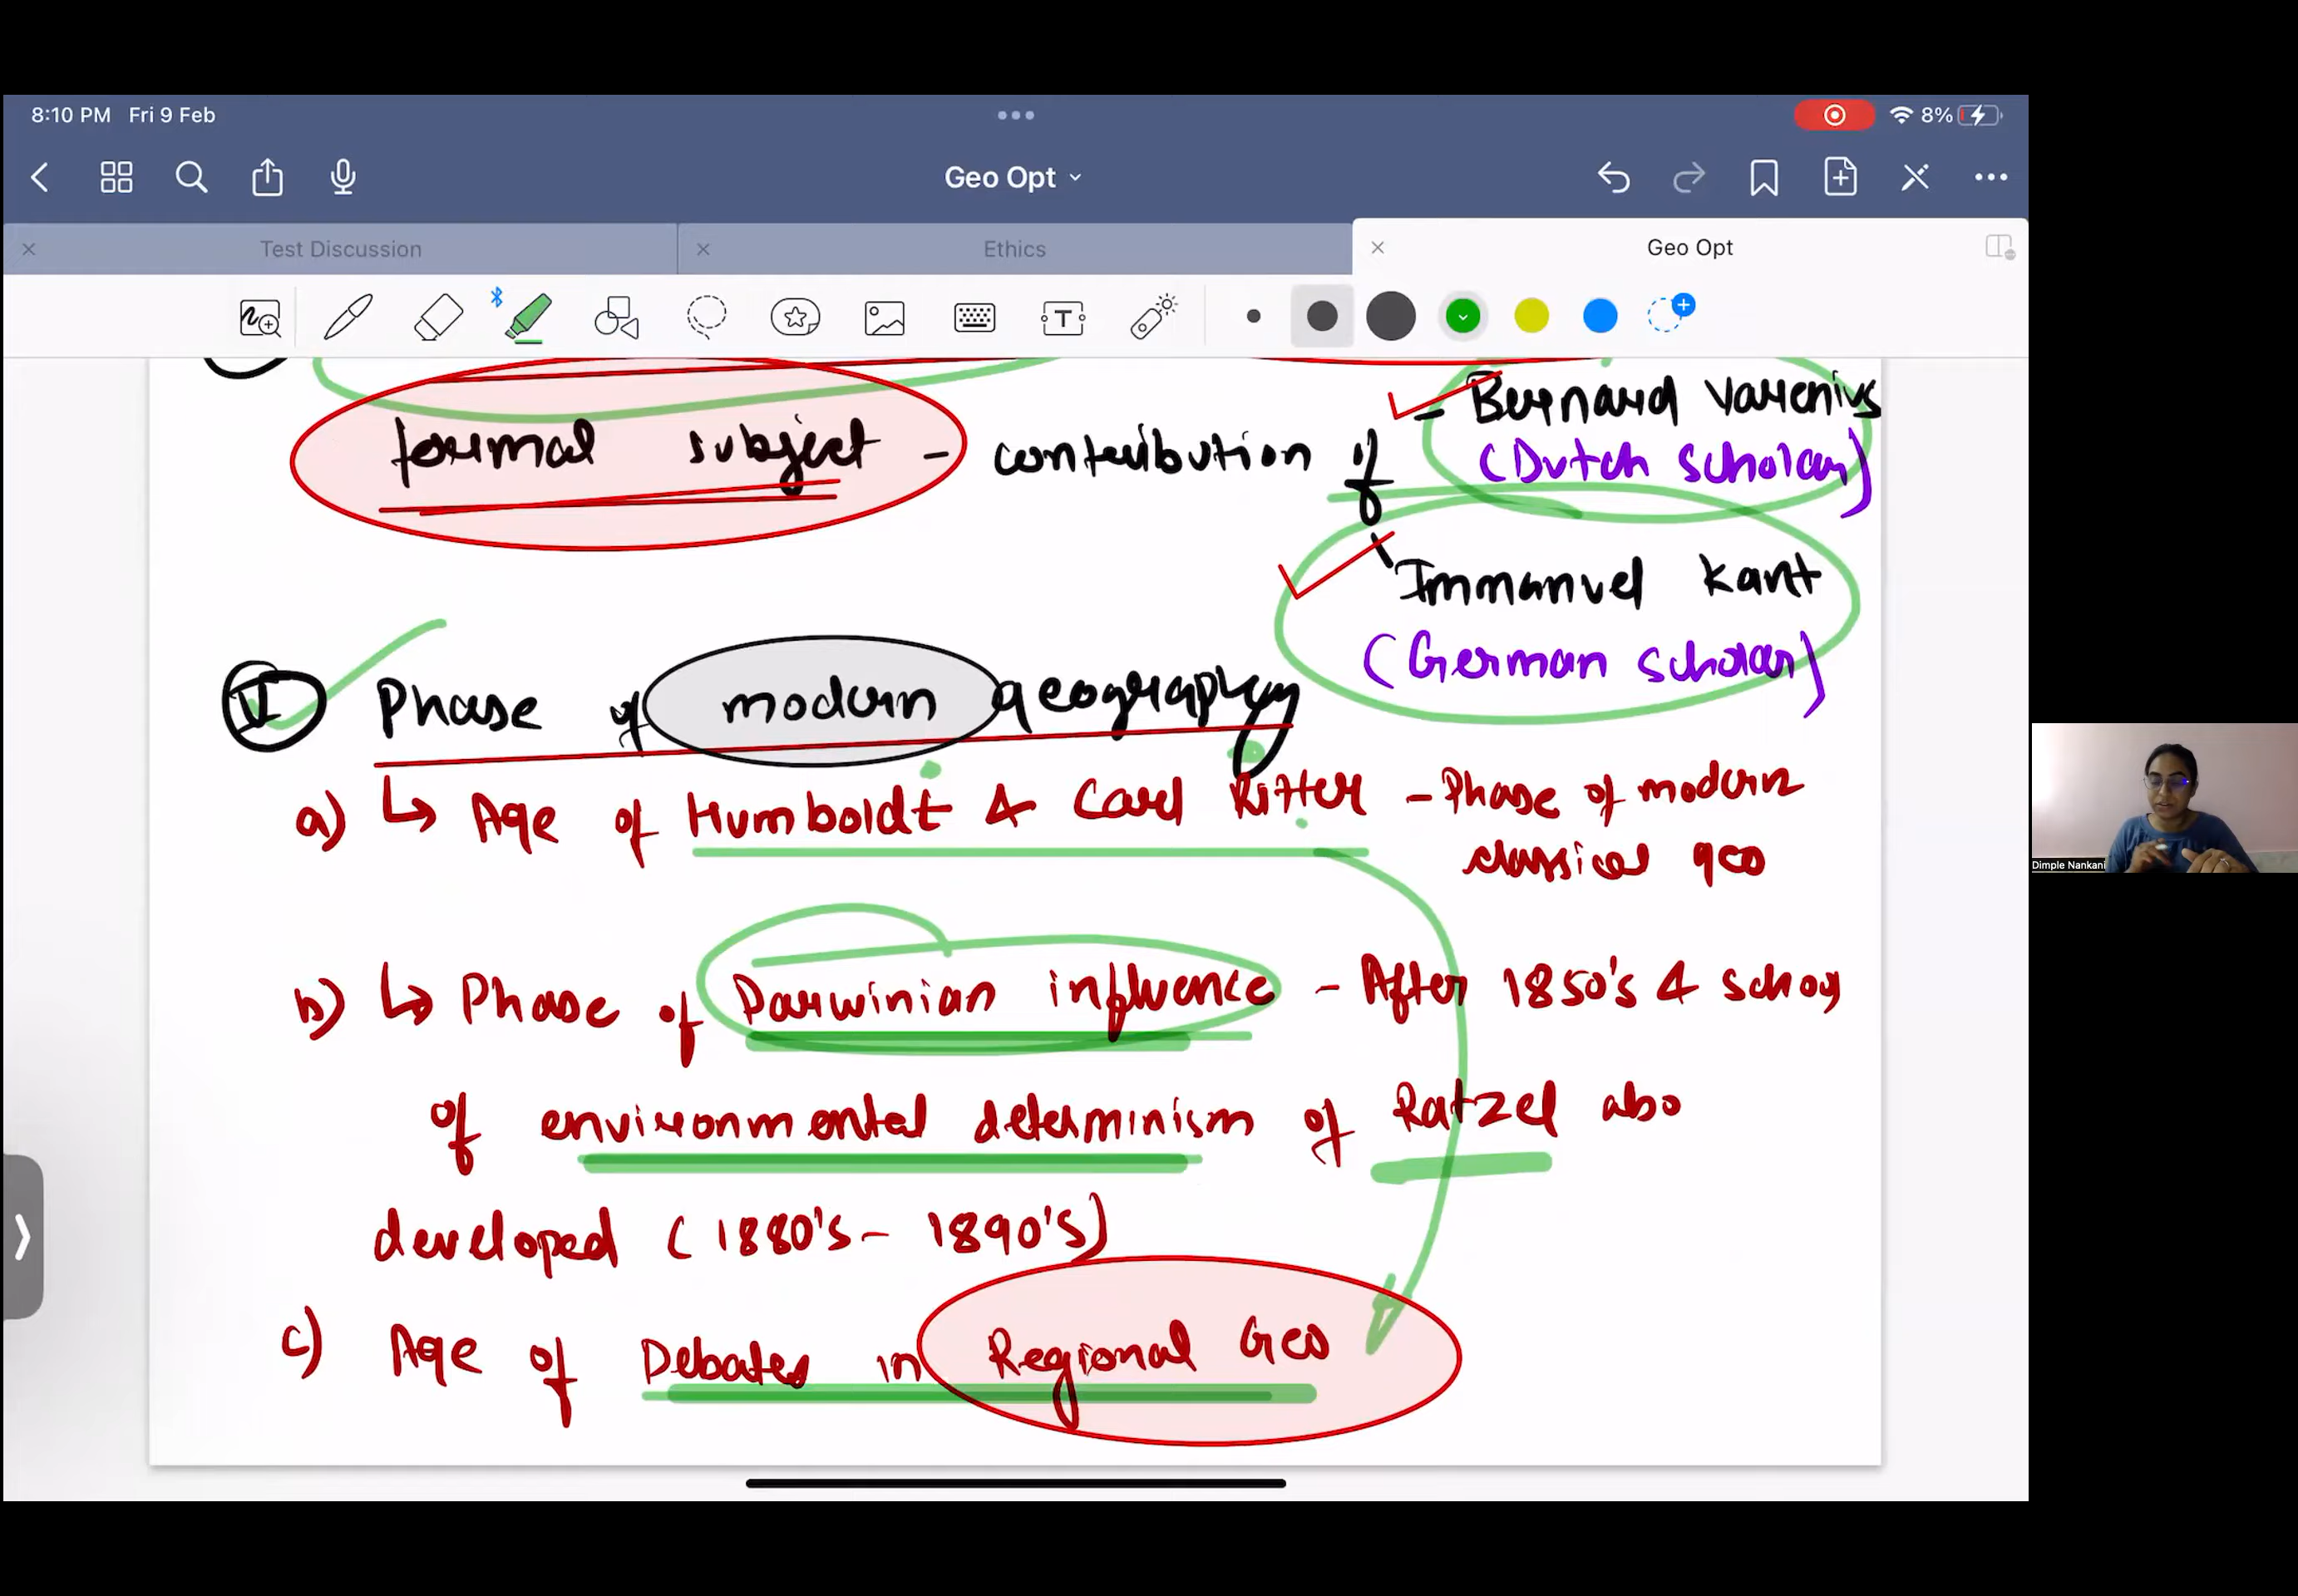 8:10 PM Fri 9 Feb
8%
Geo Opt
Test Discussion
Ethics
Geo Opt
T
formal subject - contribution of
- Bernard Varenius
(Dutch scholar)
Immanuel Kant
(German scholar)
Phase of modern geography
a) ↳ Age of Humboldt & Carl Ritter - Phase of modern
classical geo
b) ↳ Phase of Darwinian influence - After 1850's &
of environmental determinism of Ratzel also
developed (1880's - 1890's)
c) Age of Debates in Regional Geo
Dimple Nankani